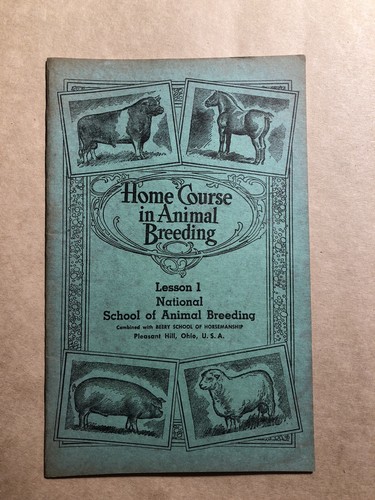 Home Course
in Animal
Breeding
Lesson 1
National
School of Animal Breeding
Combined with BEERY SCHOOL OF HORSEMANSHIP
Pleasant Hill, Ohio, U. S. A.